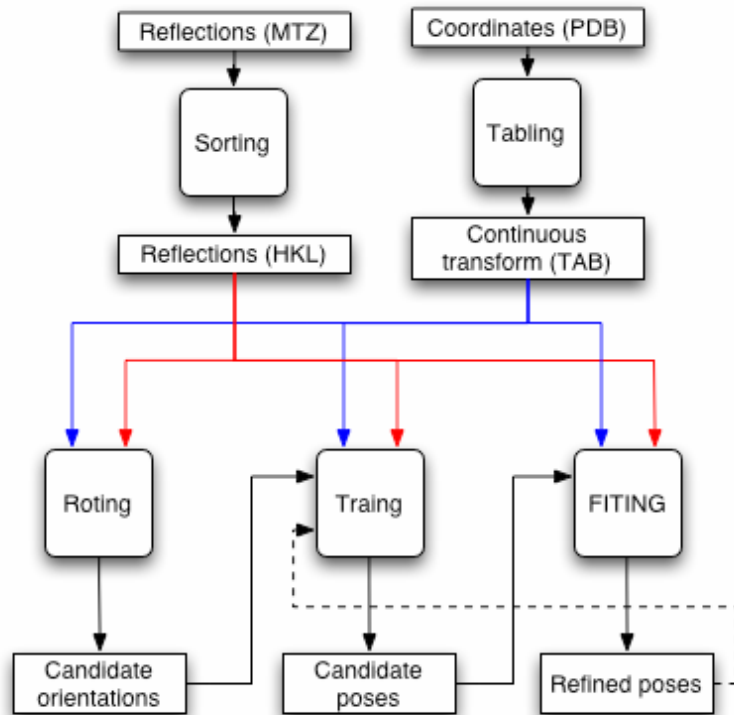 Reflections (MTZ)
Coordinates (PDB)
Sorting
Tabling
Reflections (HKL)
Continuous
transform (TAB)
Roting
Traing
FITING
Candidate
orientations
Candidate
poses
Refined poses